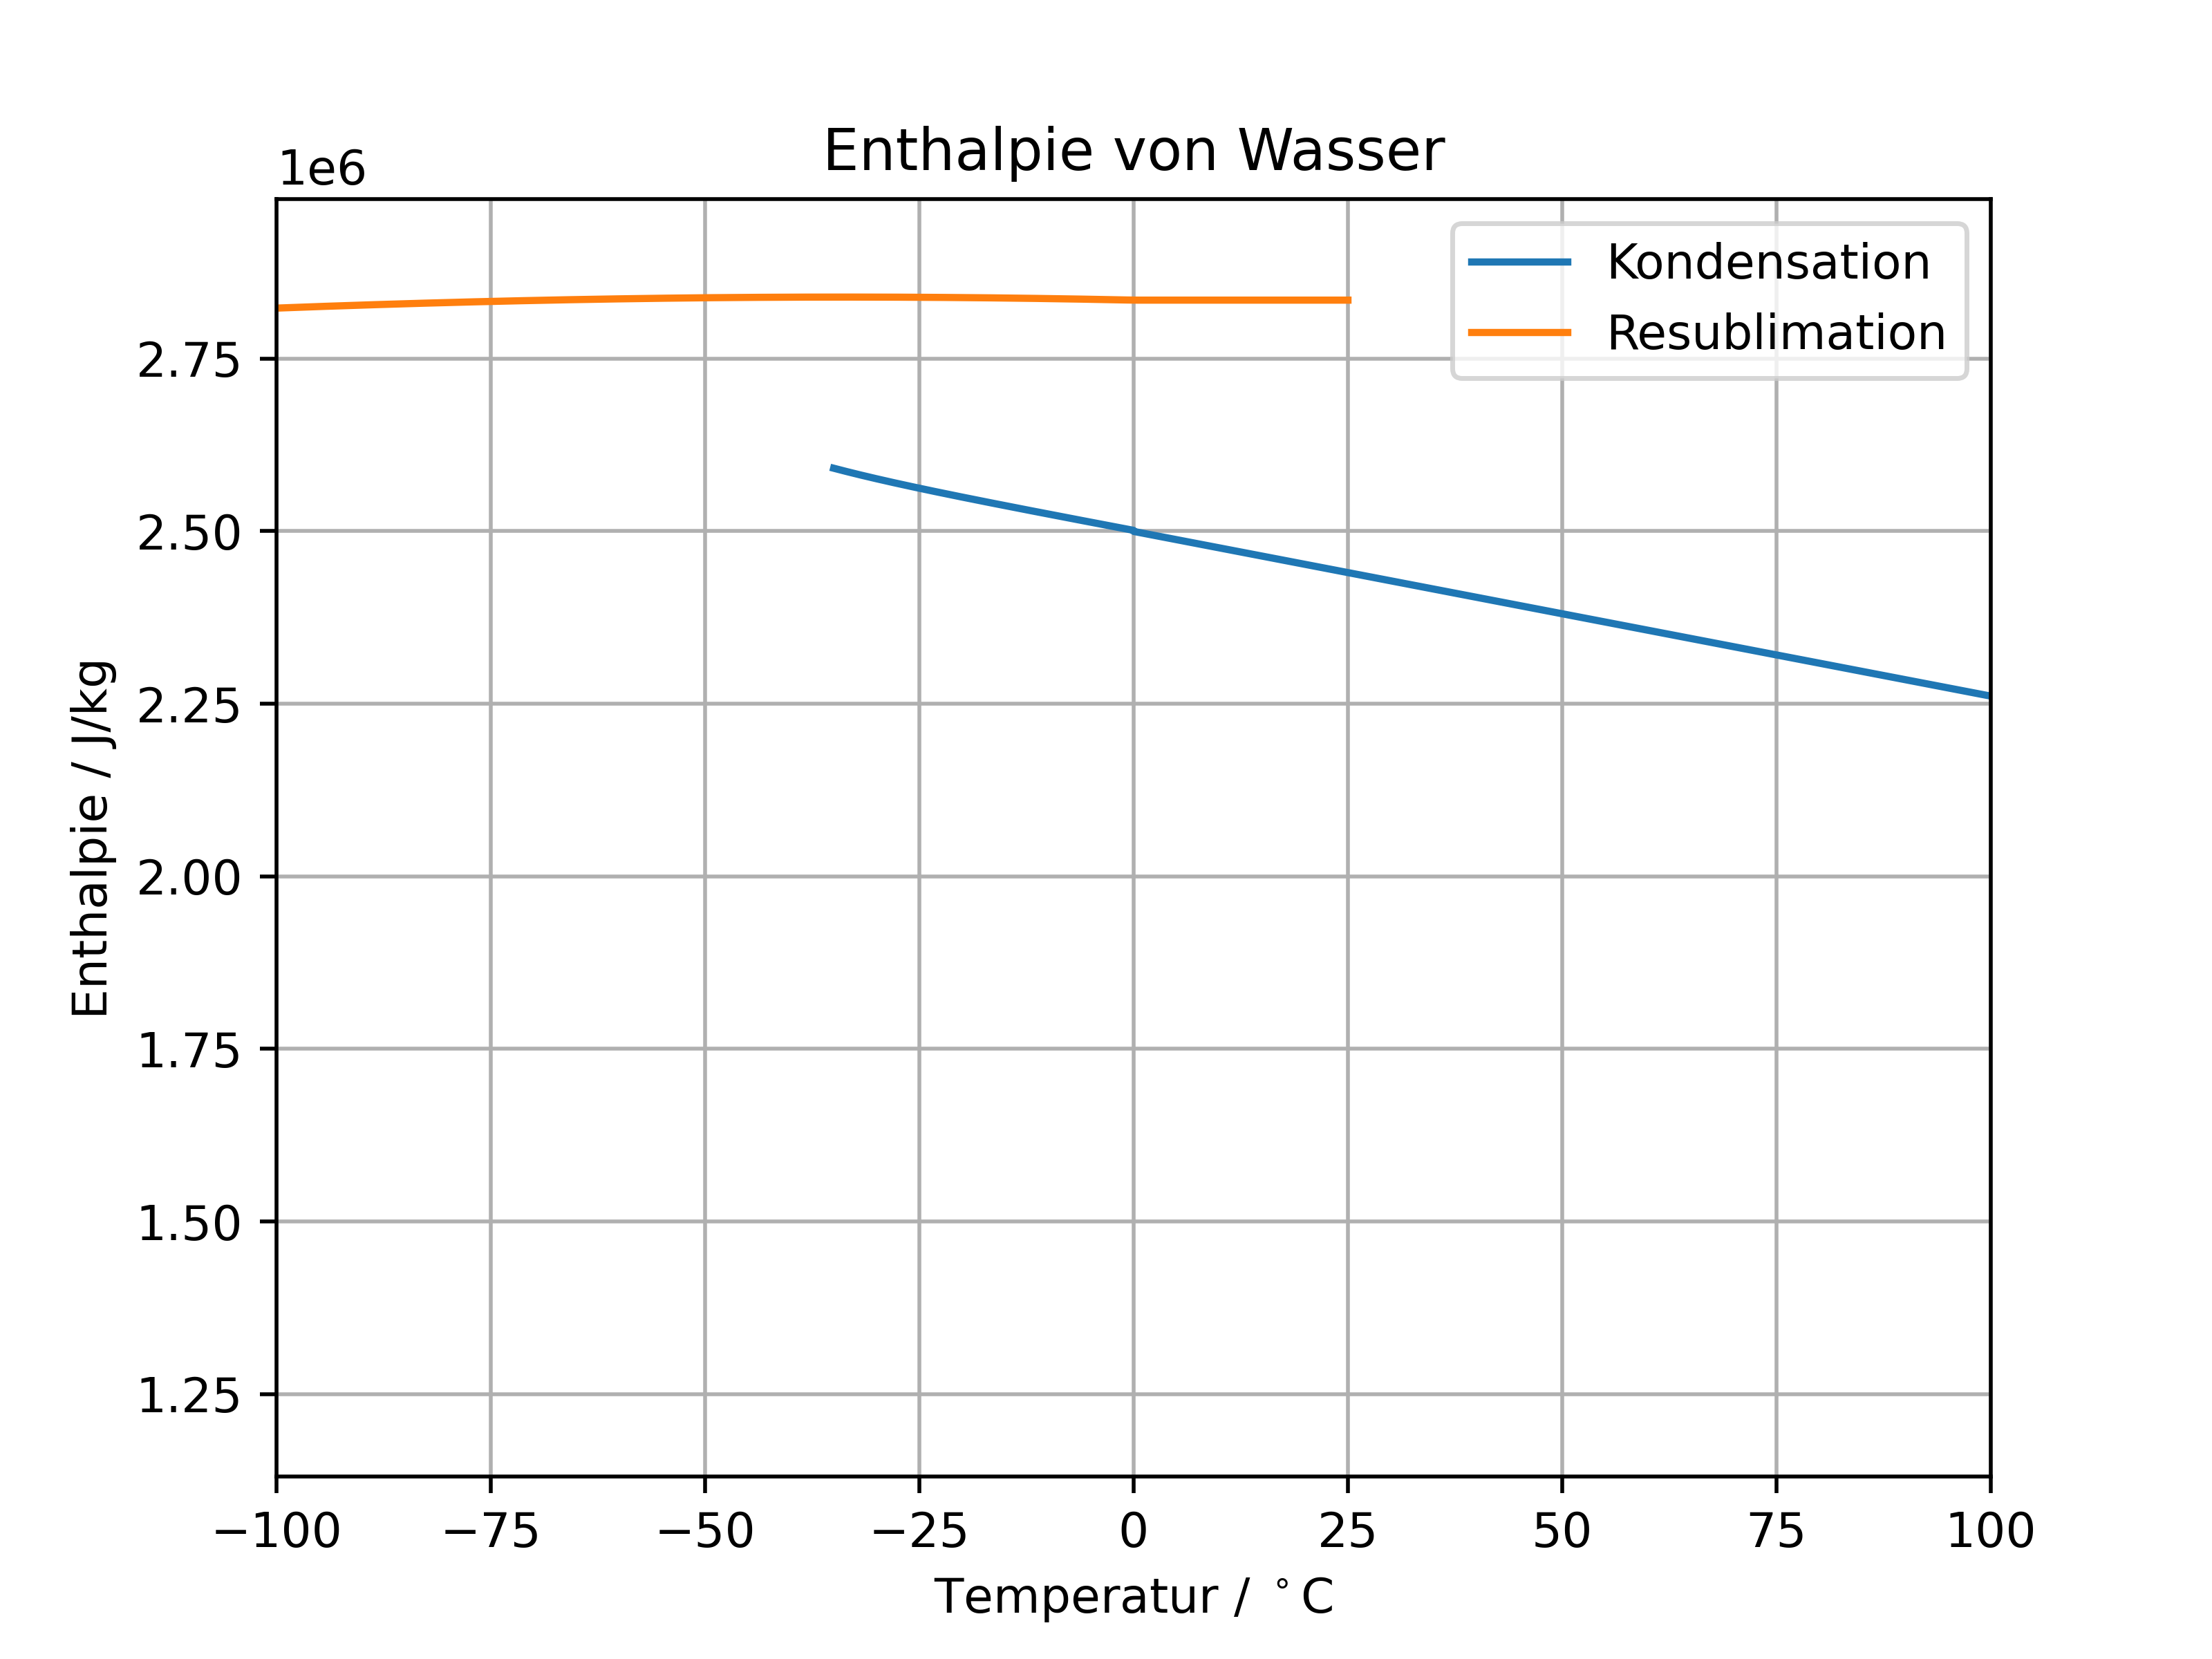 Enthalpie von Wasser
1e6
Kondensation
Resublimation
2.75
2.50
2.25
2.00
1.75
1.50
1.25
Enthalpie / J/kg
−100 −75 −50 −25 0 25 50 75 100
Temperatur / °C